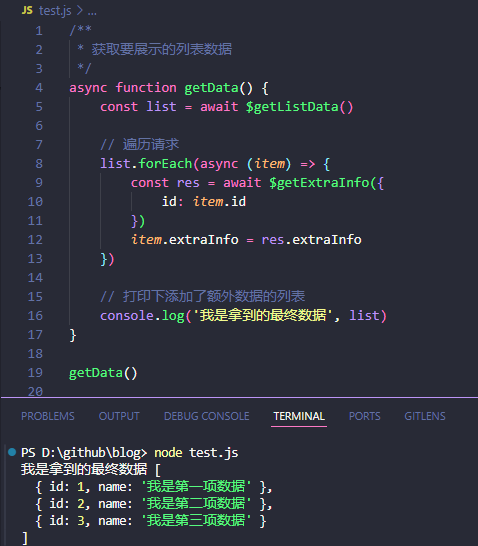 JS test.js > ...
1 /**
2  * 获取要展示的列表数据
3  */
4 async function getData() {
5     const list = await $getListData()
6
7     // 遍历请求
8     list.forEach(async (item) => {
9         const res = await $getExtraInfo({
10             id: item.id
11         })
12         item.extraInfo = res.extraInfo
13     })
14
15     // 打印下添加了额外数据的列表
16     console.log('我是拿到的最终数据', list)
17 }
18
19 getData()
20
PROBLEMS OUTPUT DEBUG CONSOLE TERMINAL PORTS GITLENS
PS D:\github\blog> node test.js
我是拿到的最终数据 [
  { id: 1, name: '我是第一项数据' },
  { id: 2, name: '我是第二项数据' },
  { id: 3, name: '我是第三项数据' }
]